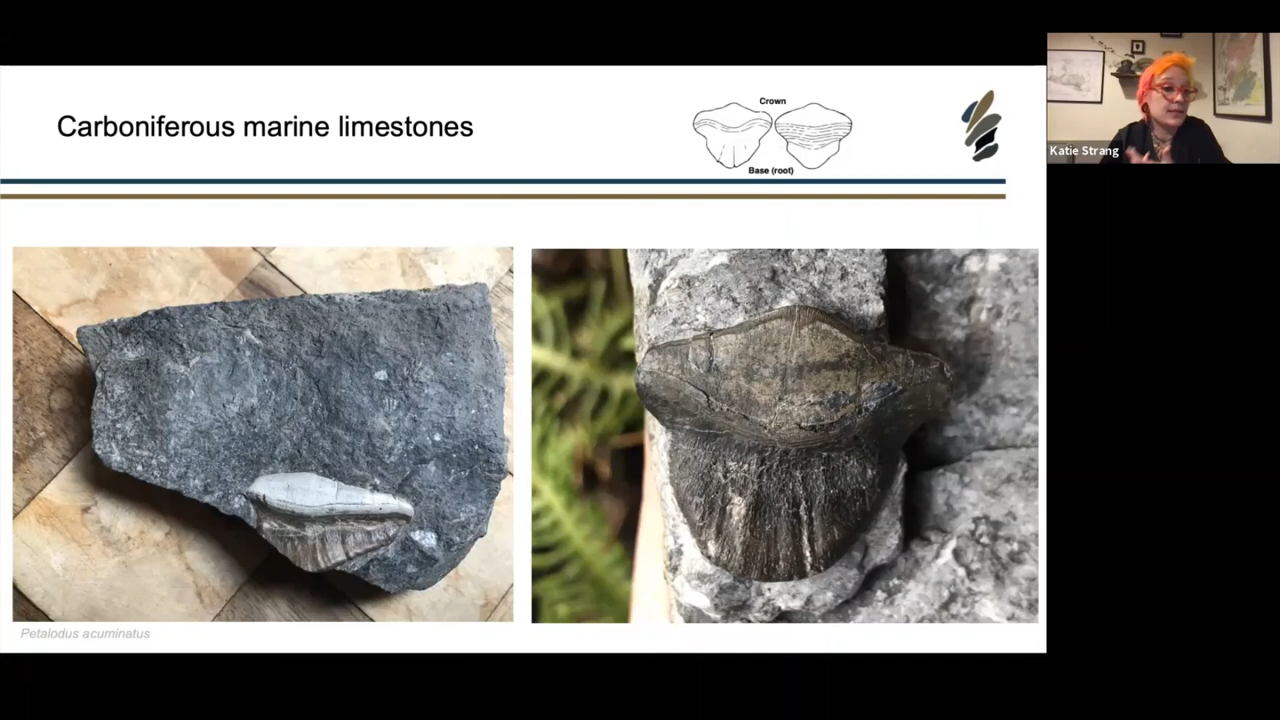 Carboniferous marine limestones
Crown
Base (root)
Katie Strang
Petalodus acuminatus